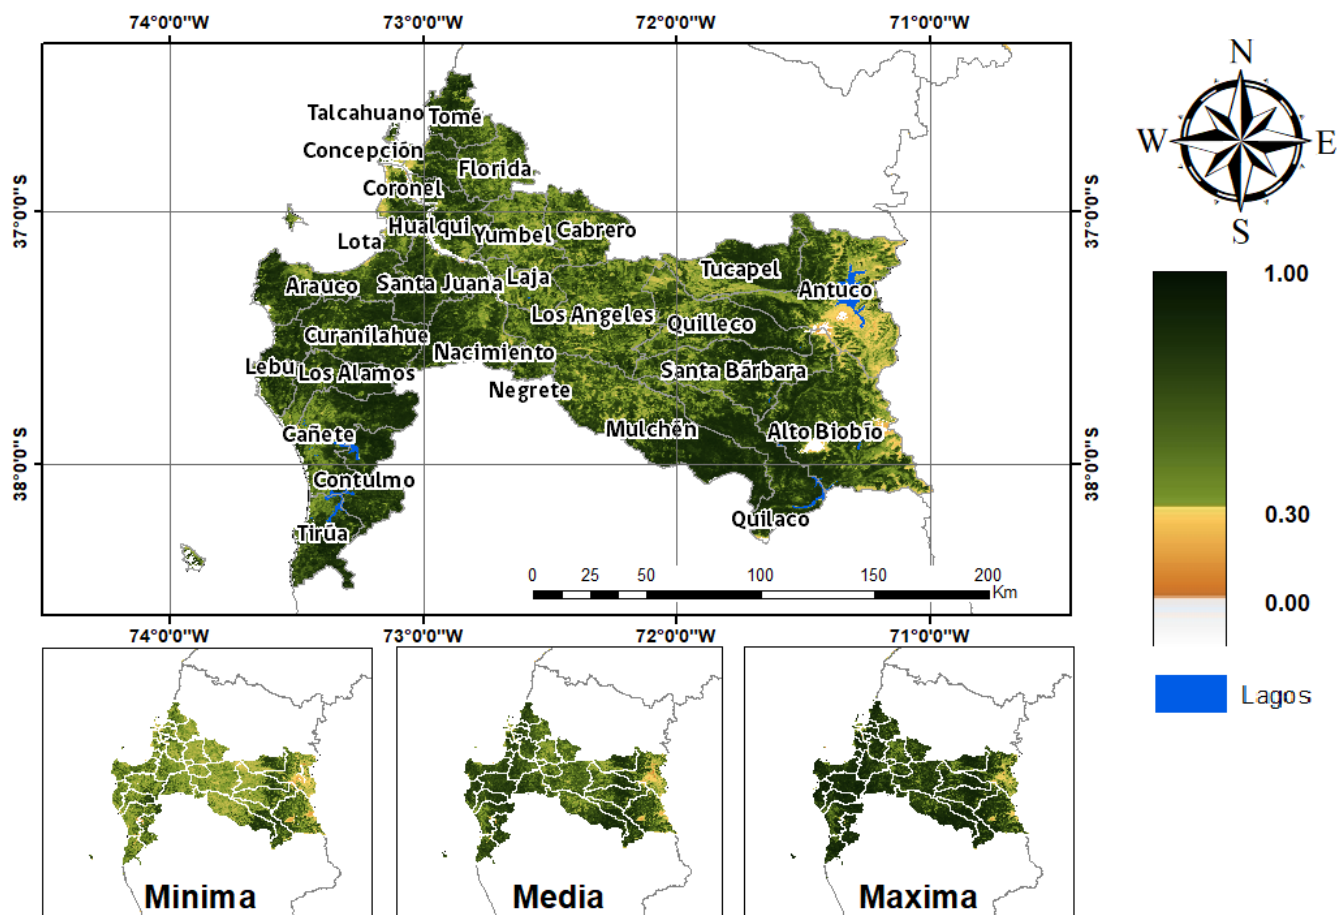 74°0'0"W 73°0'0"W 72°0'0"W 71°0'0"W
N
W E
S
Talcahuano Tomé
Concepción
Florida
Coronel
37°0'0"S 37°0'0"S
Hualqui Yumbel Cabrero
Lota
Tucapel
Arauco Santa Juana Laja Antuco
1.00
Los Angeles Quilleco
Curanilahue
Nacimiento
Lebu Los Alamos Santa Bárbara
Negrete
Cañete Mulchén Alto Biobío
38°0'0"S 38°0'0"S
Contulmo
0.30
Tirúa Quilaco
0 25 50 100 150 200
Km
0.00
74°0'0"W 73°0'0"W 72°0'0"W 71°0'0"W
Lagos
Minima Media Maxima